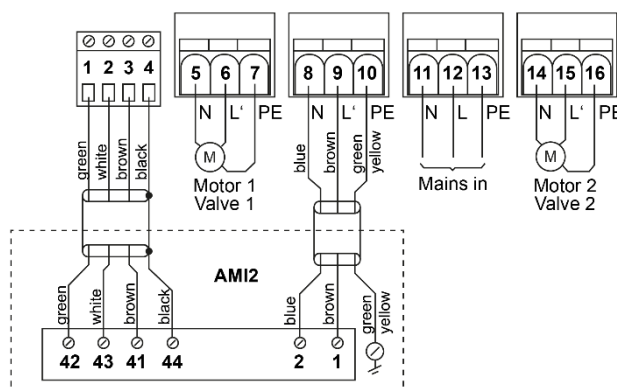 1 2 3 4
5 6 7
8 9 10
11 12 13
14 15 16
N L‘ PE
N L‘ PE
N L PE
N L‘ PE
green
white
brown
black
M
Motor 1
Valve 1
blue
brown
green
yellow
Mains in
M
Motor 2
Valve 2
AMI2
green
white
brown
black
blue
brown
green
yellow
42 43 41 44
2 1